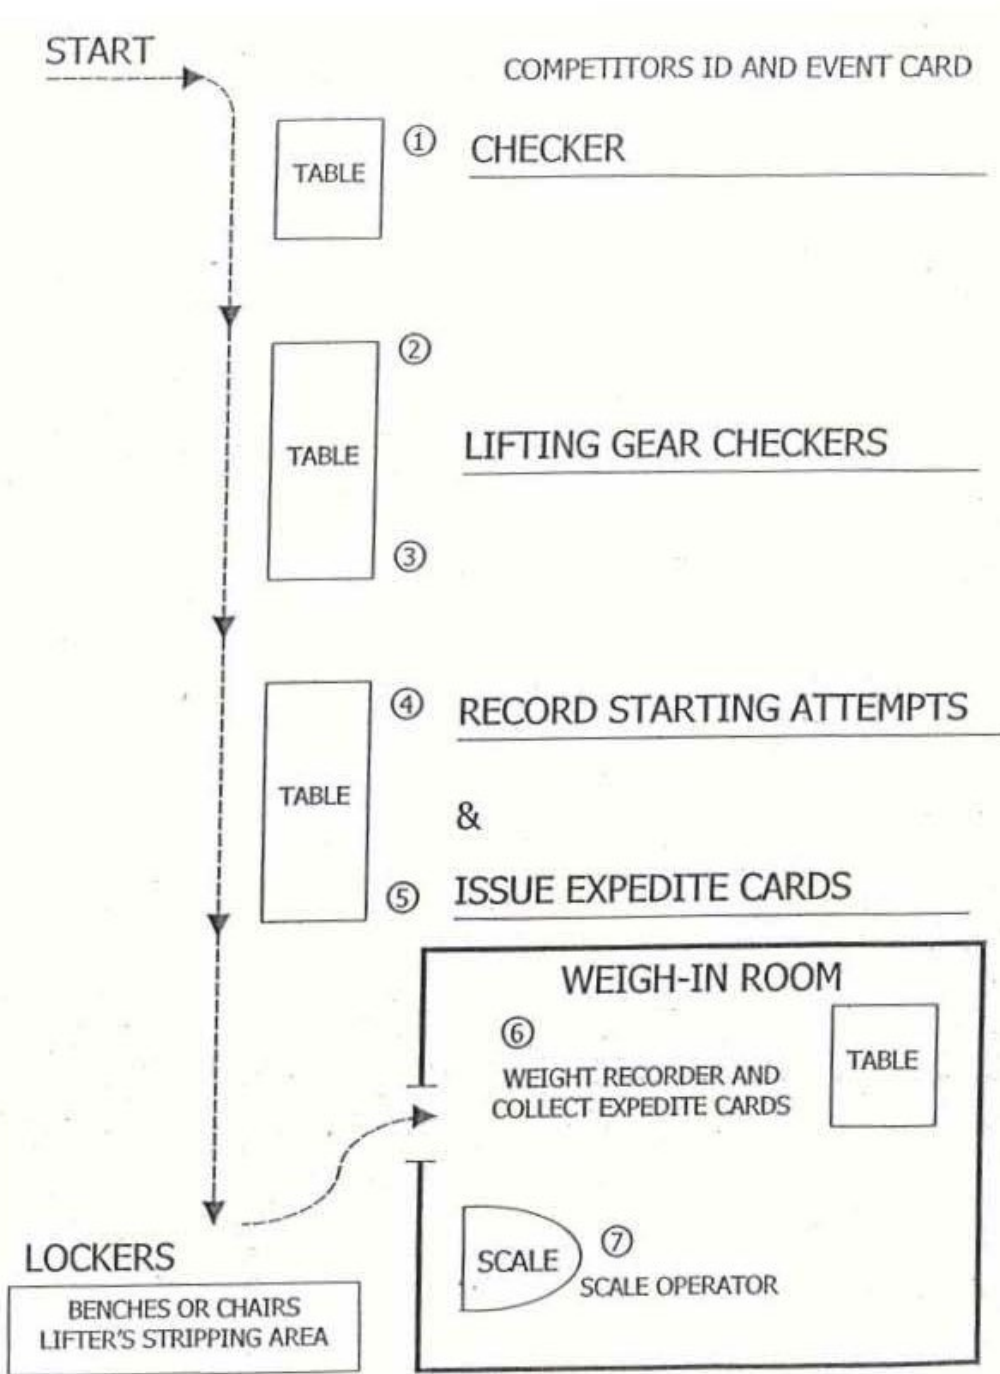 START
COMPETITORS ID AND EVENT CARD
① CHECKER
TABLE
②
LIFTING GEAR CHECKERS
TABLE
③
④ RECORD STARTING ATTEMPTS
TABLE
&
⑤ ISSUE EXPEDITE CARDS
WEIGH-IN ROOM
⑥
TABLE
WEIGHT RECORDER AND
COLLECT EXPEDITE CARDS
LOCKERS
BENCHES OR CHAIRS
LIFTER'S STRIPPING AREA
SCALE
⑦
SCALE OPERATOR